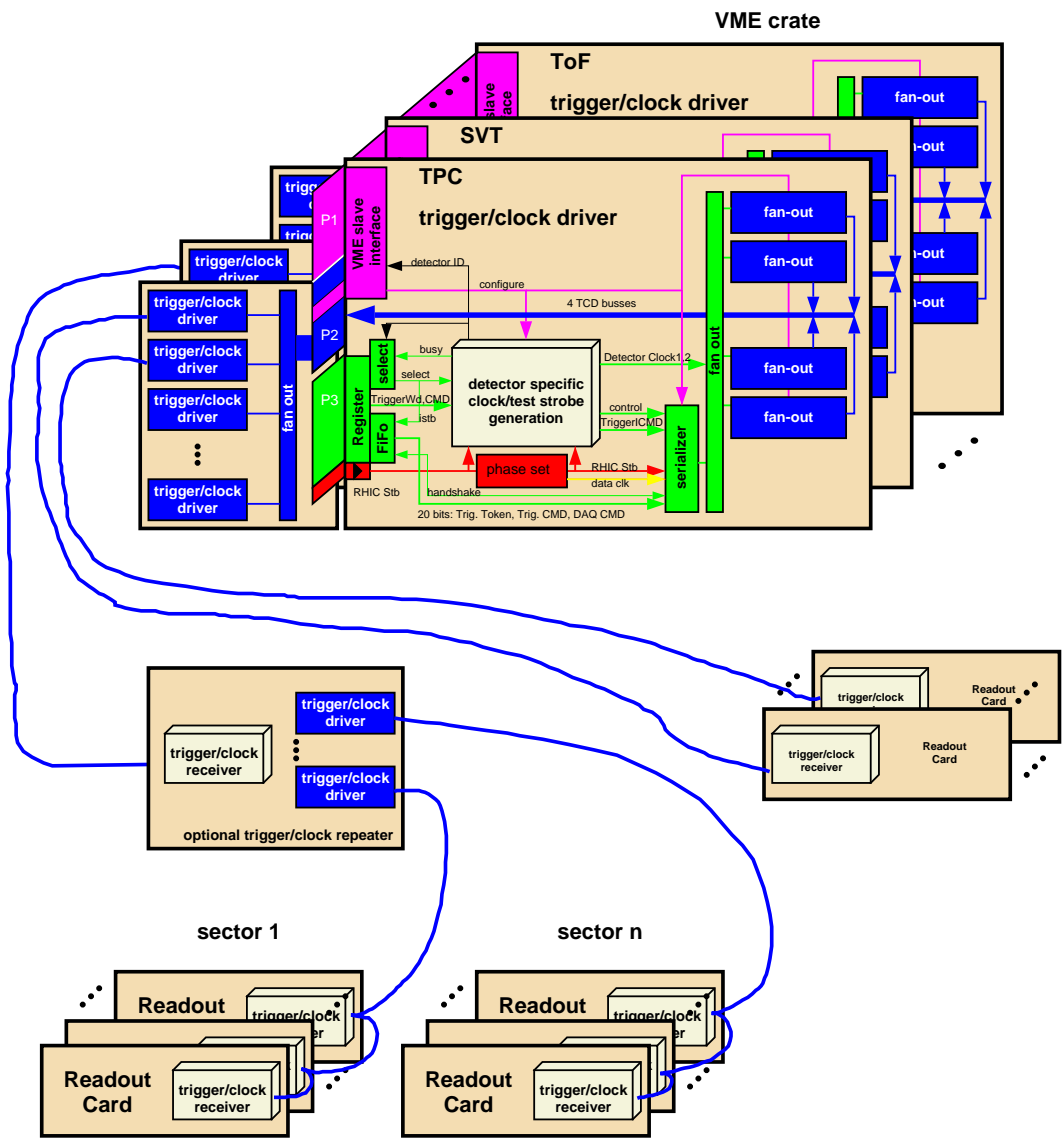 VME crate
ToF
trigger/clock driver
slave
fan-out
SVT
TPC
trigger/clock driver
P1
VME slave
interface
detector ID
configure
4 TCD busses
fan-out
fan-out
fan-out
fan-out
fan-out
fan-out
fan out
trigger/clock
driver
trigger/clock
driver
trigger/clock
driver
trigger/clock
driver
trigger/clock
driver
fan out
P2
P3
Register
select
FiFo
busy
select
TriggerWd,CMD
istb
detector specific
clock/test strobe
generation
Detector Clock1,2
control
TriggerlCMD
serializer
phase set
RHIC Stb
data clk
RHIC Stb
handshake
20 bits: Trig. Token, Trig. CMD, DAQ CMD
trigger/clock
driver
trigger/clock
receiver
trigger/clock
driver
optional trigger/clock repeater
trigger/clock
Readout
Card
trigger/clock
receiver
Readout
Card
sector 1
sector n
Readout
trigger/clock
Readout
Card
trigger/clock
receiver
Readout
trigger/clock
Readout
Card
trigger/clock
receiver